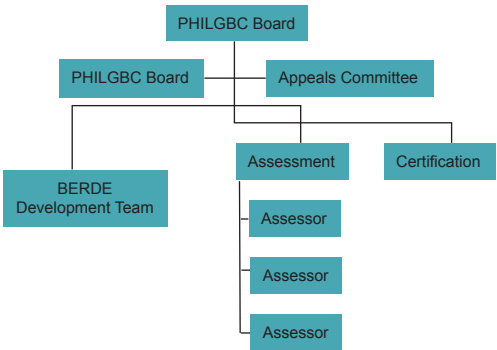 PHILGBC Board
PHILGBC Board
Appeals Committee
Assessment
Certification
BERDE
Development Team
Assessor
Assessor
Assessor